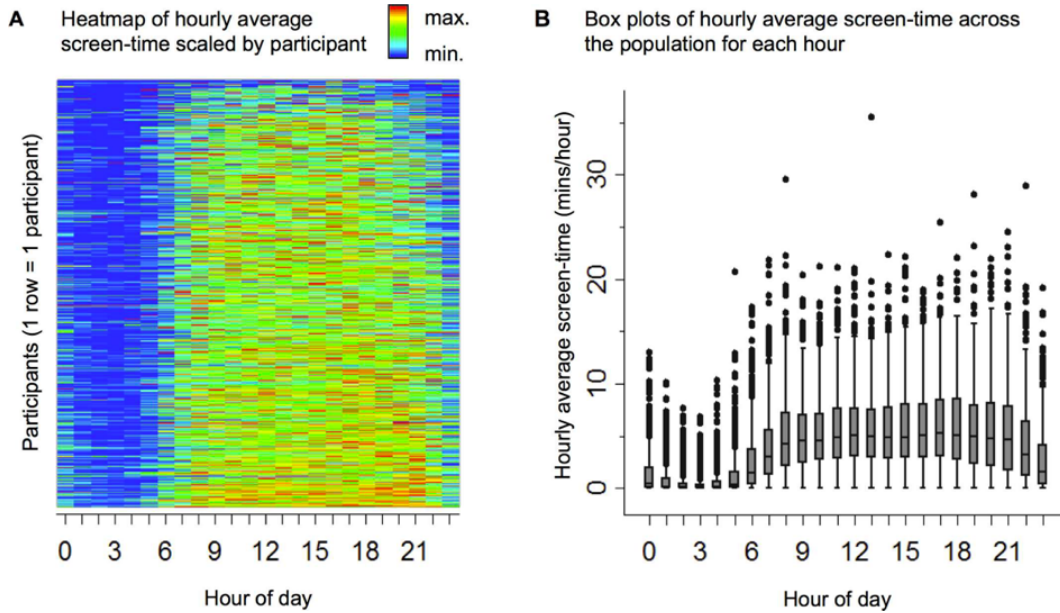 A Heatmap of hourly average
screen-time scaled by participant
max.
min.
Participants (1 row = 1 participant)
0 3 6 9 12 15 18 21
Hour of day
B Box plots of hourly average screen-time across
the population for each hour
Hourly average screen-time (mins/hour)
30
20
10
0
0 3 6 9 12 15 18 21
Hour of day